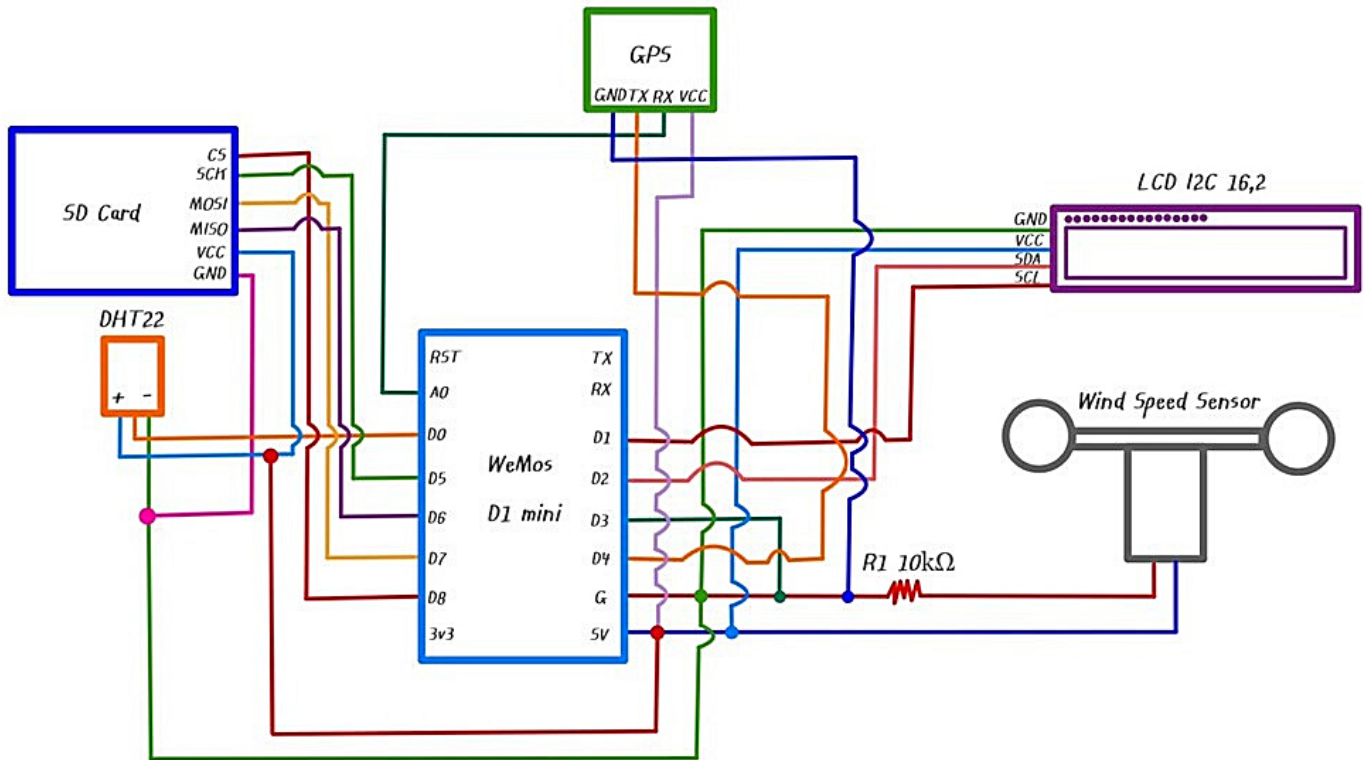 GPS
GND TX RX VCC
SD Card
CS
SCK
MOSI
MISO
VCC
GND
LCD I2C 16,2
GND
VCC
SDA
SCL
DHT22
+ -
WeMos
D1 mini
RST
A0
D0
D5
D6
D7
D8
3v3
TX
RX
D1
D2
D3
D4
G
5V
R1 10kΩ
Wind Speed Sensor